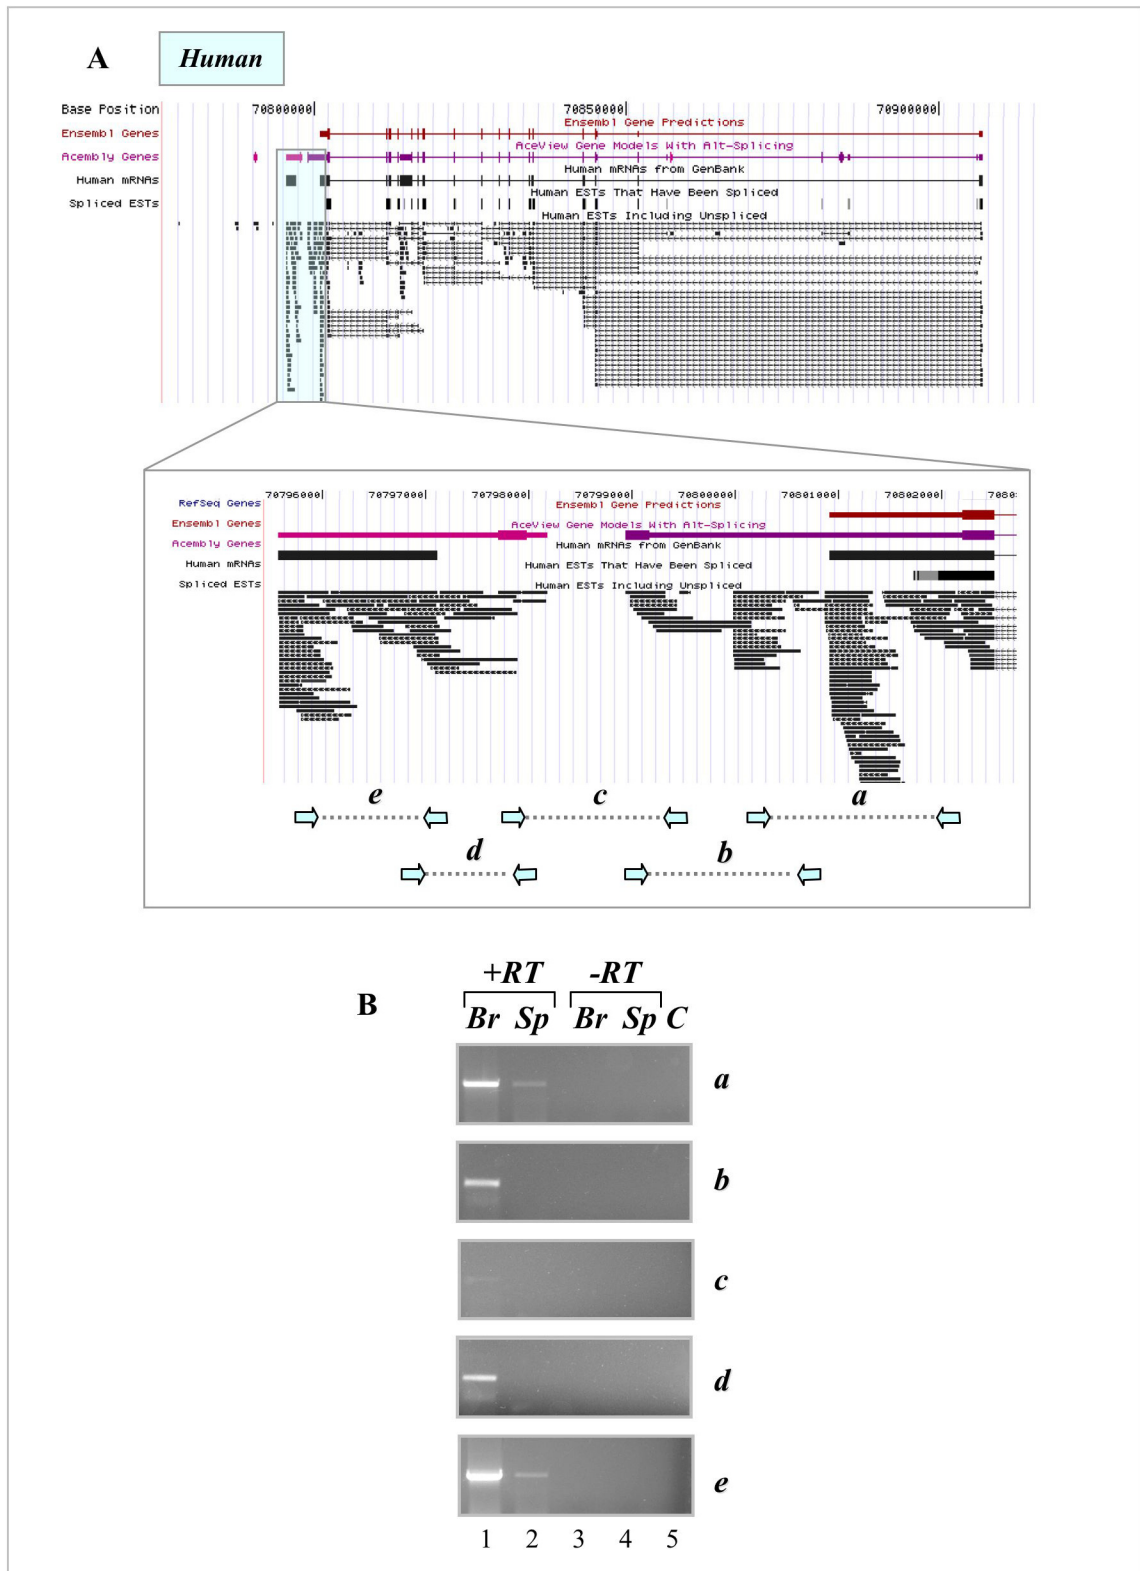 A
Human
Base Position
70800000|
70850000|
70900000|
Ensembl Gene Predictions
Ensembl Genes
AceView Gene Models With Alt-Splicing
Acembly Genes
Human mRNAs from GenBank
Human mRNAs
Human ESTs That Have Been Spliced
Spliced ESTs
Human ESTs Including Unspliced
70796000|
70797000|
70798000|
70799000|
70800000|
70801000|
70802000|
7080
RefSeq Genes
Ensembl Gene Predictions
Ensembl Genes
AceView Gene Models With Alt-Splicing
Acembly Genes
Human mRNAs from GenBank
Human mRNAs
Human ESTs That Have Been Spliced
Spliced ESTs
Human ESTs Including Unspliced
e
c
a
d
b
B
+RT
-RT
Br Sp Br Sp C
a
b
c
d
e
1 2 3 4 5